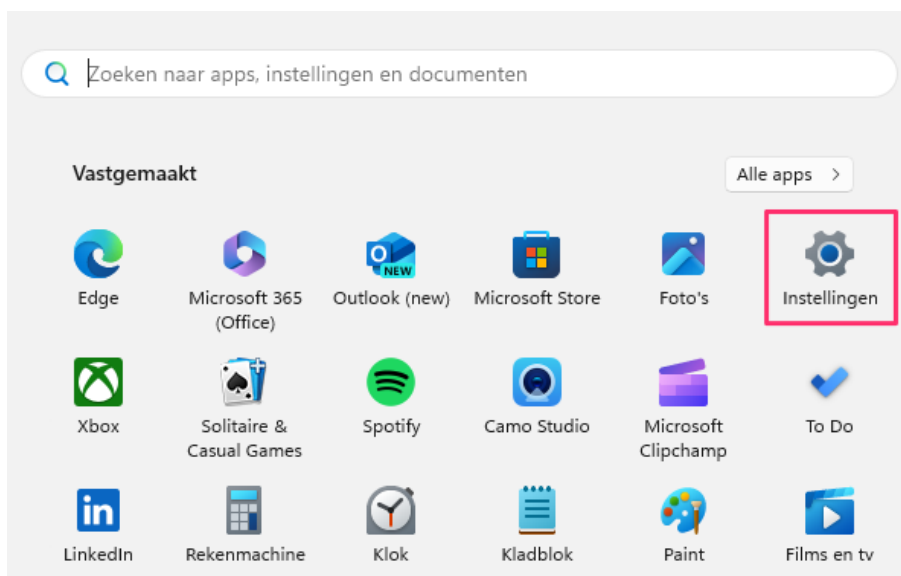 Zoeken naar apps, instellingen en documenten
Vastgemaakt
Alle apps
Edge
Microsoft 365
(Office)
Outlook (new)
Microsoft Store
Foto's
Instellingen
NEW
Xbox
Solitaire &
Casual Games
Spotify
Camo Studio
Microsoft
Clipchamp
To Do
in
LinkedIn
Rekenmachine
Klok
Kladblok
Paint
Films en tv